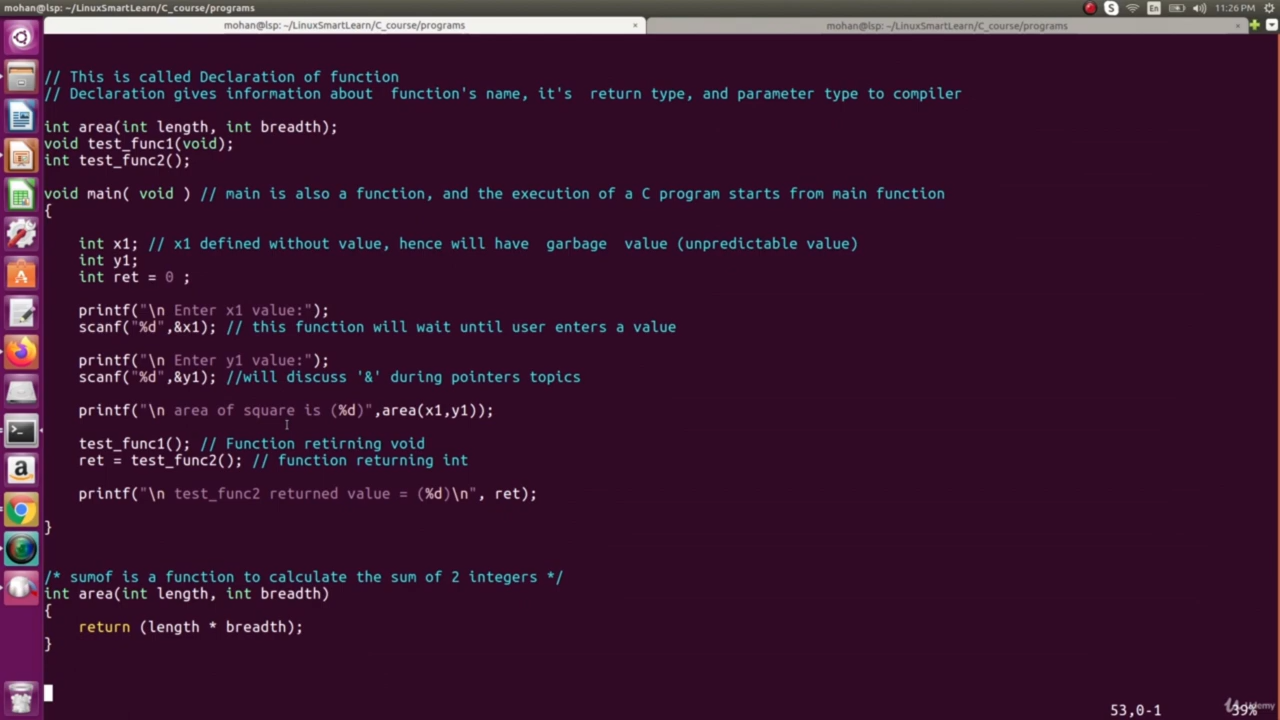 mohan@lsp: ~/LinuxSmartLearn/C_course/programs
S En 11:26 PM
mohan@lsp: ~/LinuxSmartLearn/C_course/programs × mohan@lsp: ~/LinuxSmartLearn/C_course/programs ×
// This is called Declaration of function
// Declaration gives information about  function's name, it's  return type, and parameter type to compiler
int area(int length, int breadth);
void test_func1(void);
int test_func2();
void main( void ) // main is also a function, and the execution of a C program starts from main function
{
    int x1; // x1 defined without value, hence will have  garbage  value (unpredictable value)
    int y1;
    int ret = 0 ;
    printf("\n Enter x1 value:");
    scanf("%d",&x1); // this function will wait until user enters a value
    printf("\n Enter y1 value:");
    scanf("%d",&y1); //will discuss '&' during pointers topics
    printf("\n area of square is (%d)",area(x1,y1));
    test_func1(); // Function retirning void
    ret = test_func2(); // function returning int
    printf("\n test_func2 returned value = (%d)\n", ret);
}
/* sumof is a function to calculate the sum of 2 integers */
int area(int length, int breadth)
{
    return (length * breadth);
}
53,0-1 39%
Udemy